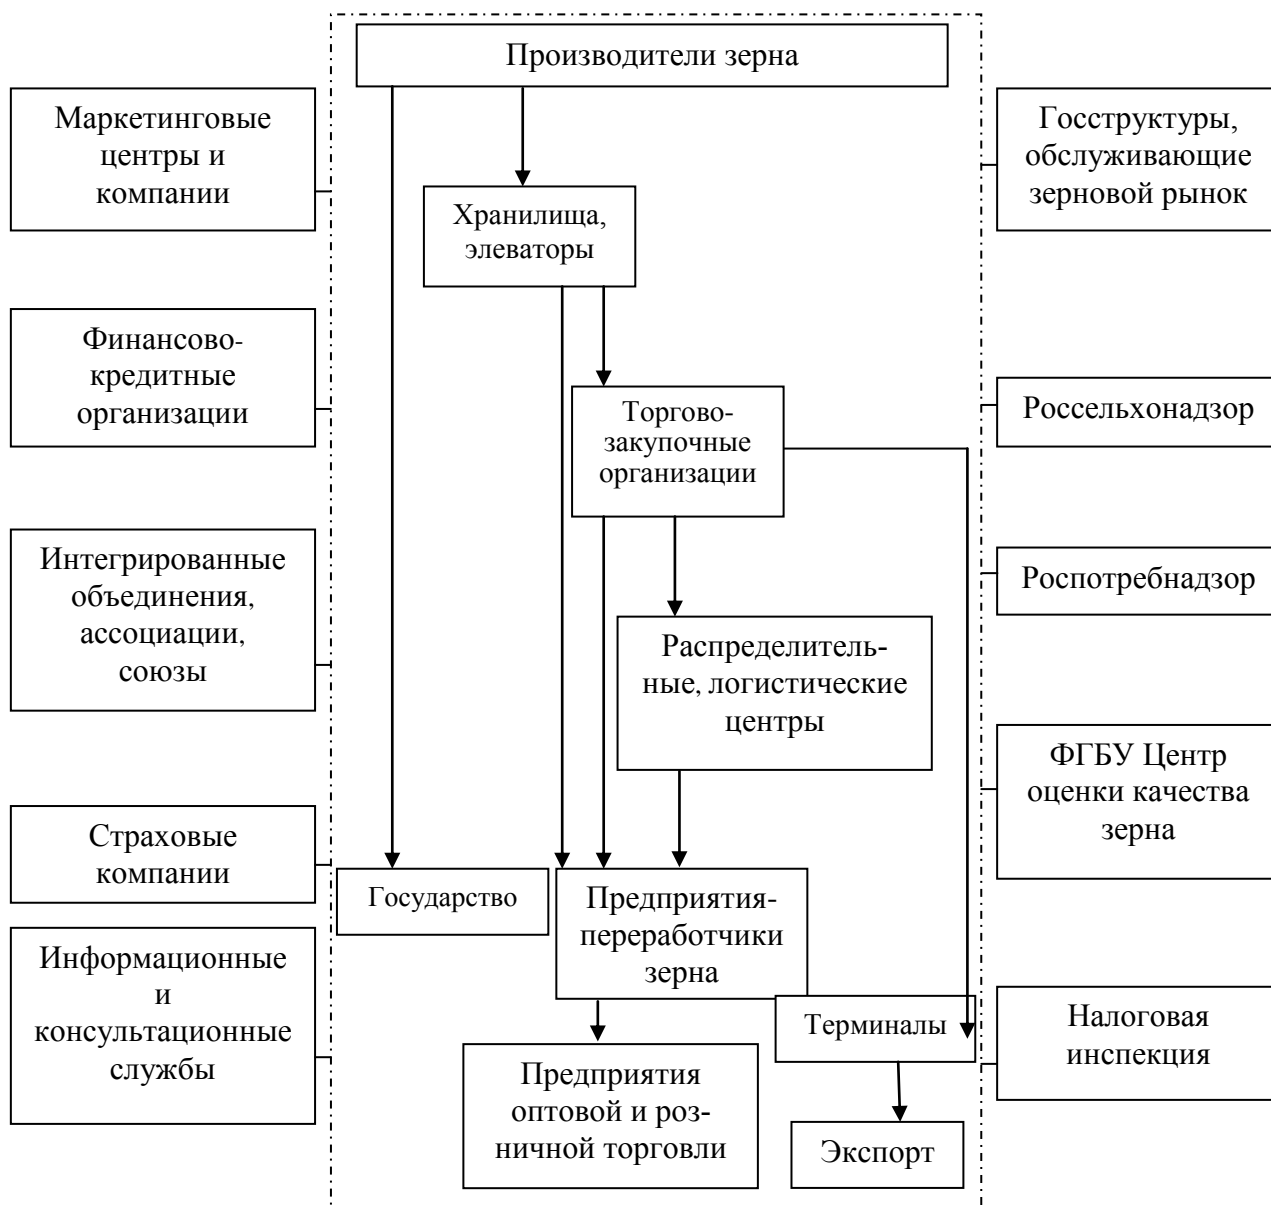 Производители зерна
Маркетинговые
центры и
компании
Финансово-
кредитные
организации
Интегрированные
объединения,
ассоциации,
союзы
Страховые
компании
Информационные
и
консультационные
службы
Хранилища,
элеваторы
Торгово-
закупочные
организации
Распределитель-
ные, логистические
центры
Государство
Предприятия-
переработчики
зерна
Терминалы
Предприятия
оптовой и роз-
ничной торговли
Экспорт
Госструктуры,
обслуживающие
зерновой рынок
Россельхонадзор
Роспотребнадзор
ФГБУ Центр
оценки качества
зерна
Налоговая
инспекция